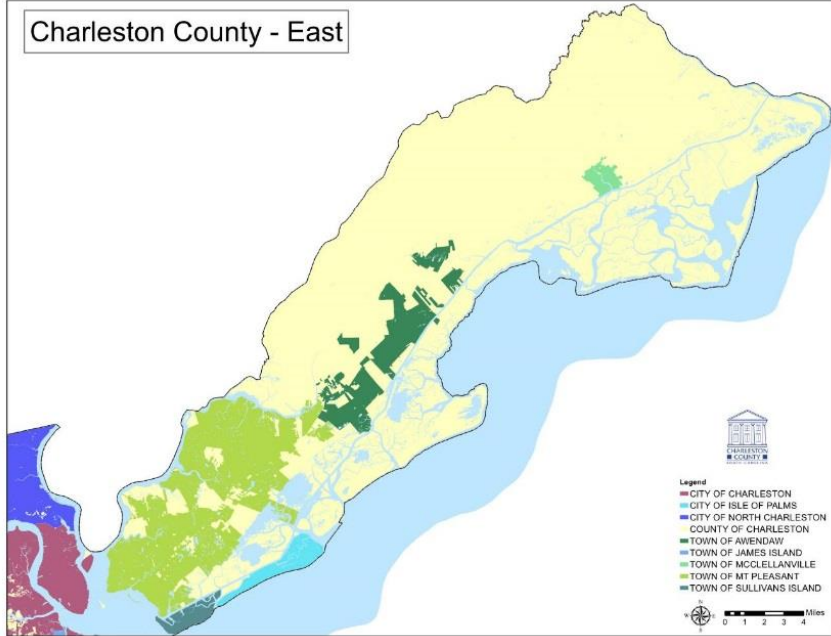 Charleston County - East
CHARLESTON
COUNTY
Legend
CITY OF CHARLESTON
CITY OF ISLE OF PALMS
CITY OF NORTH CHARLESTON
COUNTY OF CHARLESTON
TOWN OF AWENDAW
TOWN OF JAMES ISLAND
TOWN OF MCCLELLANVILLE
TOWN OF MT PLEASANT
TOWN OF SULLIVANS ISLAND
N
W E
S
Miles
0 1 2 3 4